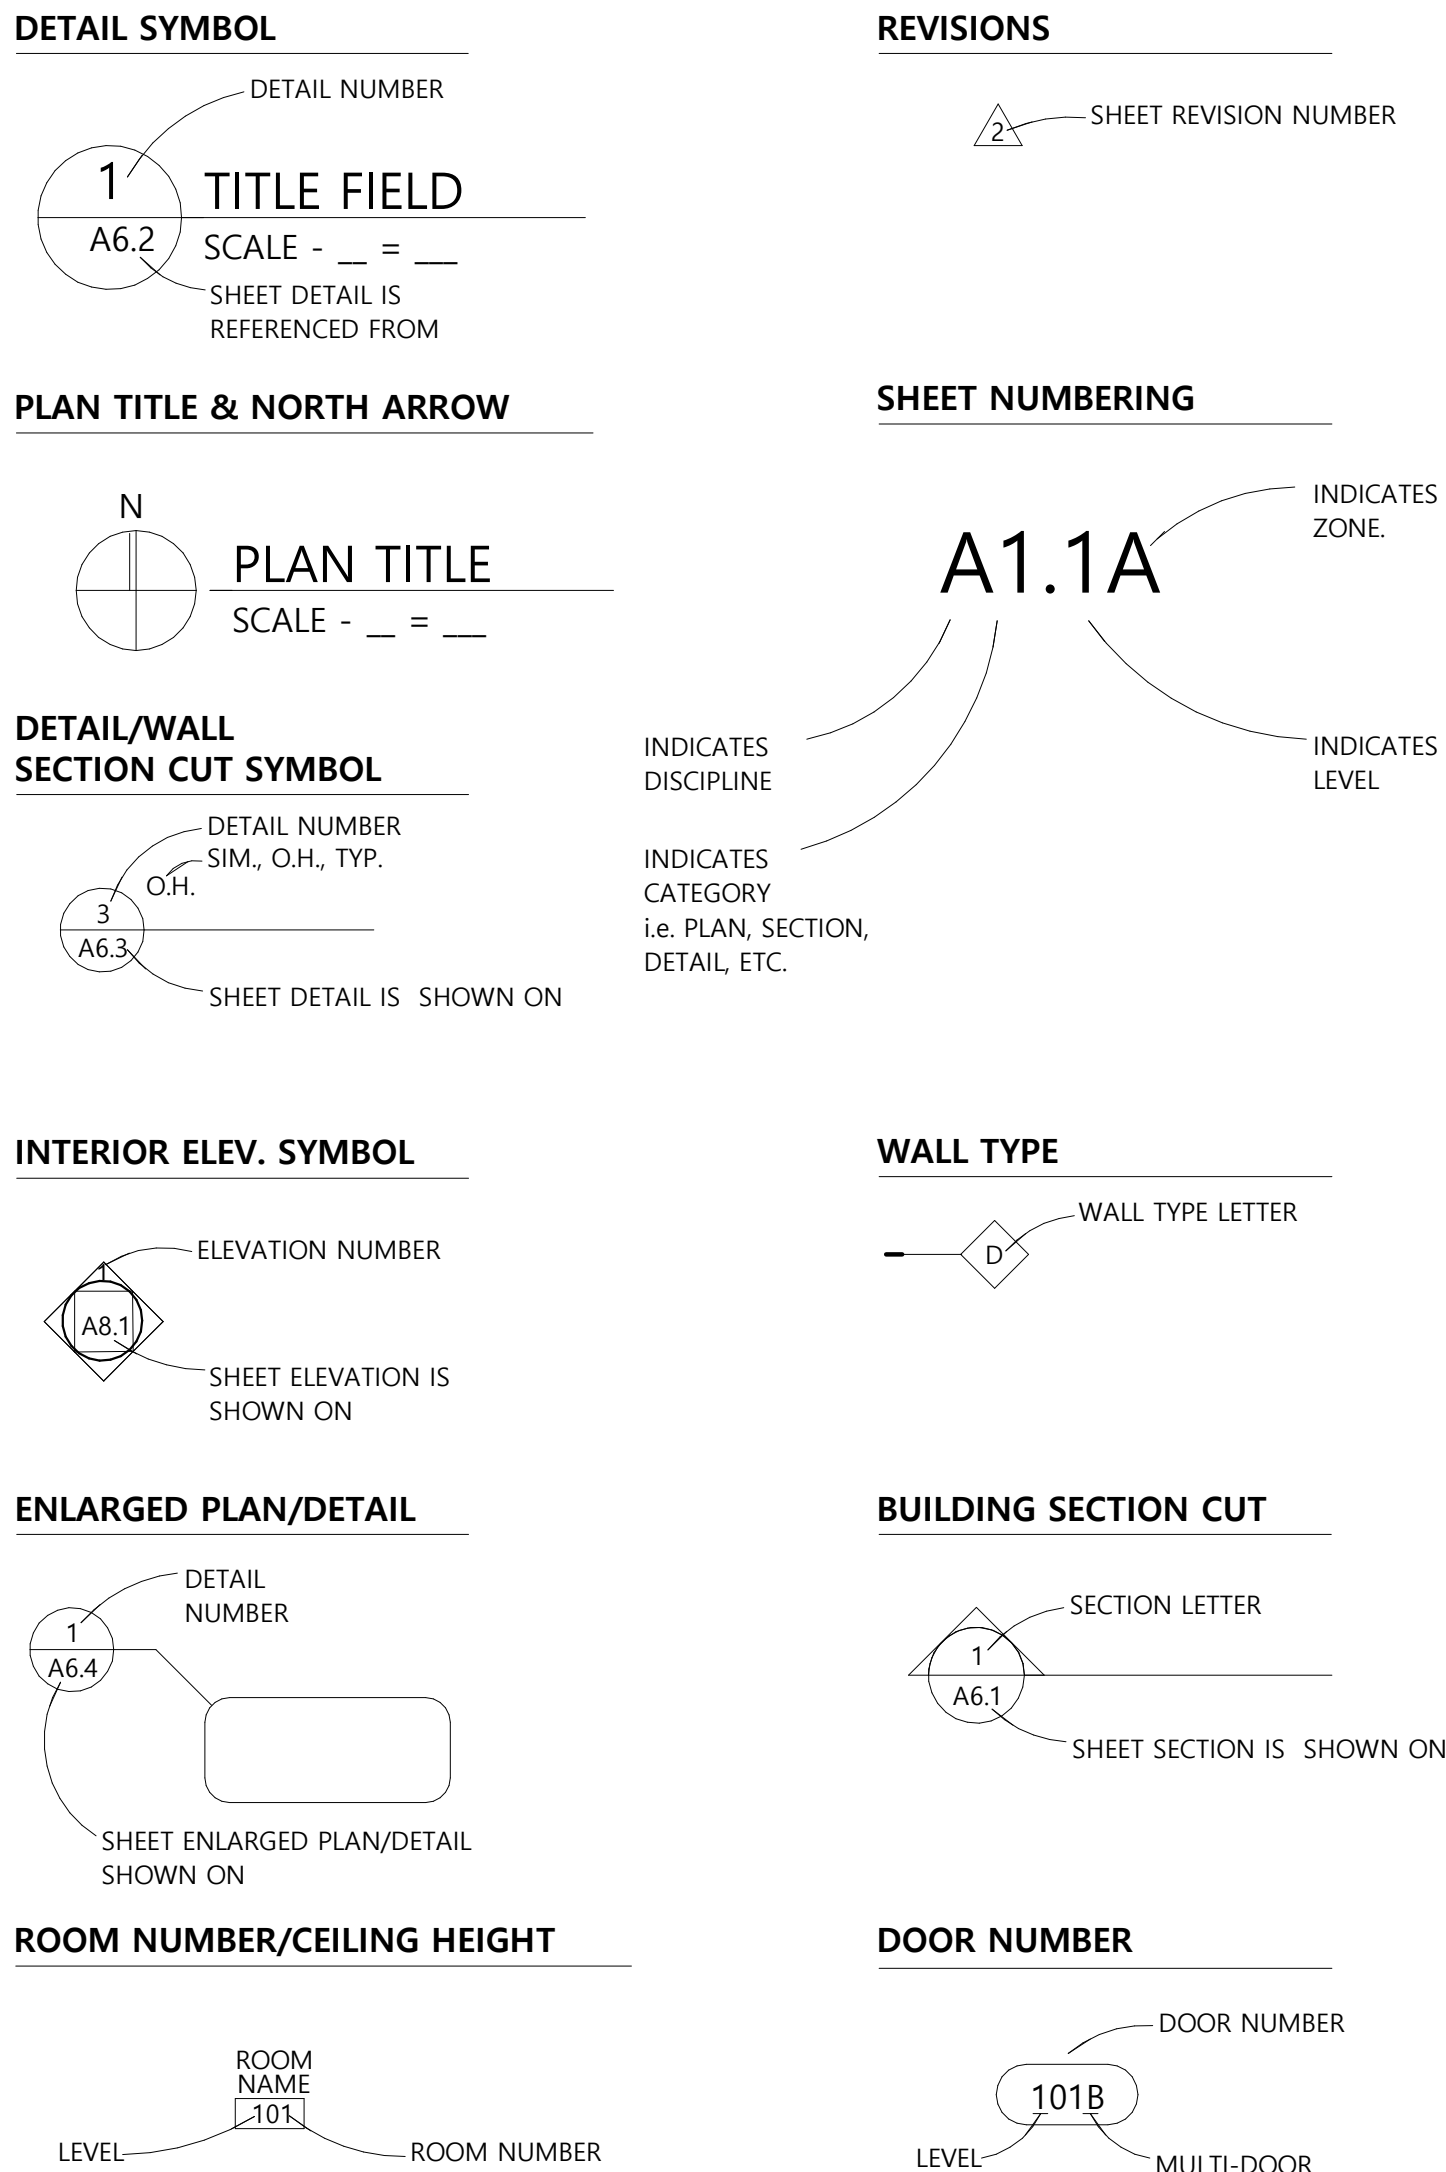 DETAIL SYMBOL
DETAIL NUMBER
1
TITLE FIELD
A6.2
SCALE - __ = ___
SHEET DETAIL IS
REFERENCED FROM
REVISIONS
2
SHEET REVISION NUMBER
PLAN TITLE & NORTH ARROW
N
PLAN TITLE
SCALE - __ = ___
SHEET NUMBERING
INDICATES
ZONE.
A1.1A
INDICATES
DISCIPLINE
INDICATES
LEVEL
INDICATES
CATEGORY
i.e. PLAN, SECTION,
DETAIL, ETC.
DETAIL/WALL
SECTION CUT SYMBOL
DETAIL NUMBER
SIM., O.H., TYP.
O.H.
3
A6.3
SHEET DETAIL IS SHOWN ON
INTERIOR ELEV. SYMBOL
ELEVATION NUMBER
1
A8.1
SHEET ELEVATION IS
SHOWN ON
WALL TYPE
WALL TYPE LETTER
D
ENLARGED PLAN/DETAIL
DETAIL
NUMBER
1
A6.4
SHEET ENLARGED PLAN/DETAIL
SHOWN ON
BUILDING SECTION CUT
SECTION LETTER
1
A6.1
SHEET SECTION IS SHOWN ON
ROOM NUMBER/CEILING HEIGHT
ROOM
NAME
101
LEVEL
ROOM NUMBER
DOOR NUMBER
DOOR NUMBER
101B
LEVEL
MULTI-DOOR